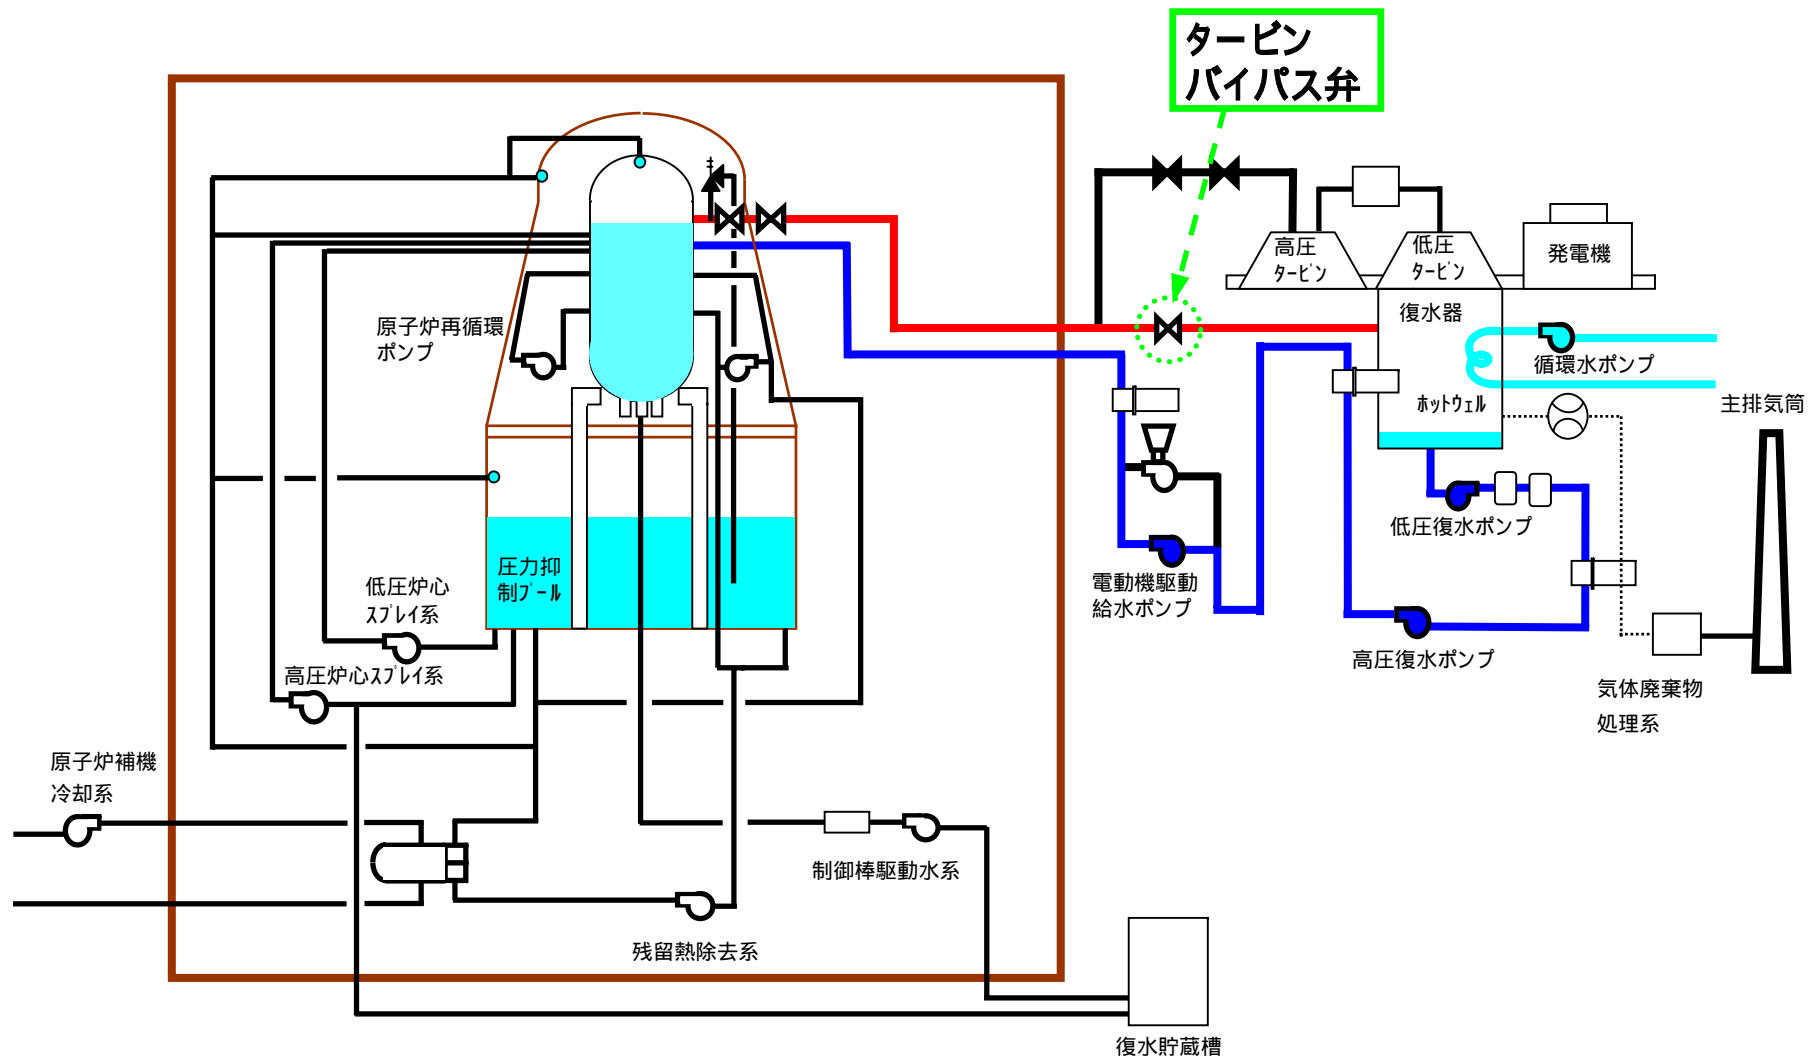 タービン
バイパス弁
高圧
ﾀｰﾋﾞﾝ
低圧
ﾀｰﾋﾞﾝ
発電機
復水器
循環水ポンプ
ﾎｯﾄｳｪﾙ
主排気筒
原子炉再循環
ポンプ
低圧復水ポンプ
圧力抑
制ﾌﾟｰﾙ
電動機駆動
給水ポンプ
低圧炉心
ｽﾌﾟﾚｲ系
高圧炉心ｽﾌﾟﾚｲ系
高圧復水ポンプ
気体廃棄物
処理系
原子炉補機
冷却系
制御棒駆動水系
残留熱除去系
復水貯蔵槽